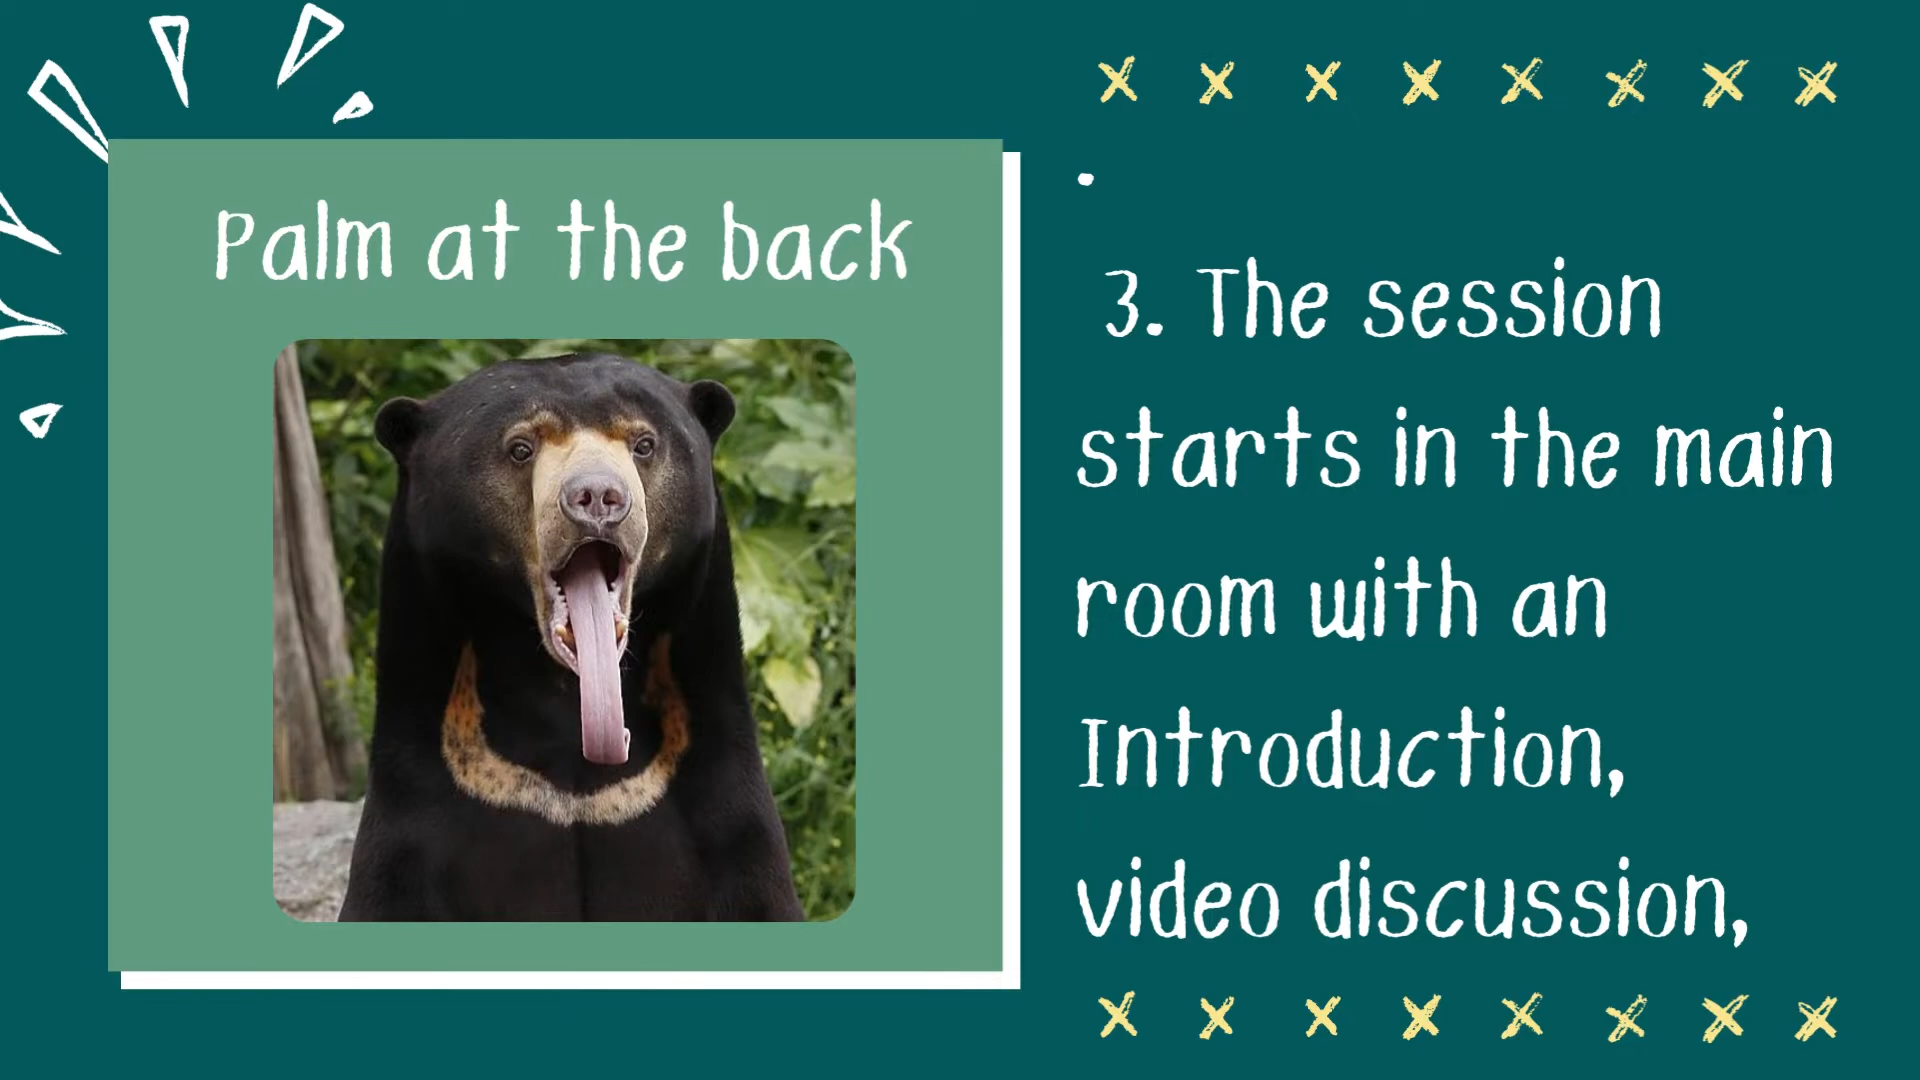 Palm at the back
.
3. The session
starts in the main
room with an
Introduction,
video discussion,